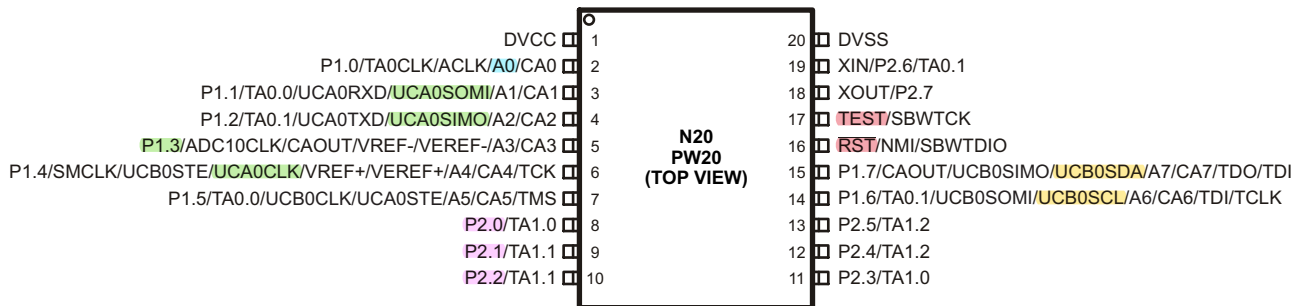 DVCC 1 20 DVSS
P1.0/TA0CLK/ACLK/A0/CA0 2 19 XIN/P2.6/TA0.1
P1.1/TA0.0/UCA0RXD/UCA0SOMI/A1/CA1 3 18 XOUT/P2.7
P1.2/TA0.1/UCA0TXD/UCA0SIMO/A2/CA2 4 17 TEST/SBWTCK
P1.3/ADC10CLK/CAOUT/VREF-/VEREF-/A3/CA3 5 16 RST/NMI/SBWTDIO
P1.4/SMCLK/UCB0STE/UCA0CLK/VREF+/VEREF+/A4/CA4/TCK 6 15 P1.7/CAOUT/UCB0SIMO/UCB0SDA/A7/CA7/TDO/TDI
P1.5/TA0.0/UCB0CLK/UCA0STE/A5/CA5/TMS 7 14 P1.6/TA0.1/UCB0SOMI/UCB0SCL/A6/CA6/TDI/TCLK
P2.0/TA1.0 8 13 P2.5/TA1.2
P2.1/TA1.1 9 12 P2.4/TA1.2
P2.2/TA1.1 10 11 P2.3/TA1.0
N20
PW20
(TOP VIEW)